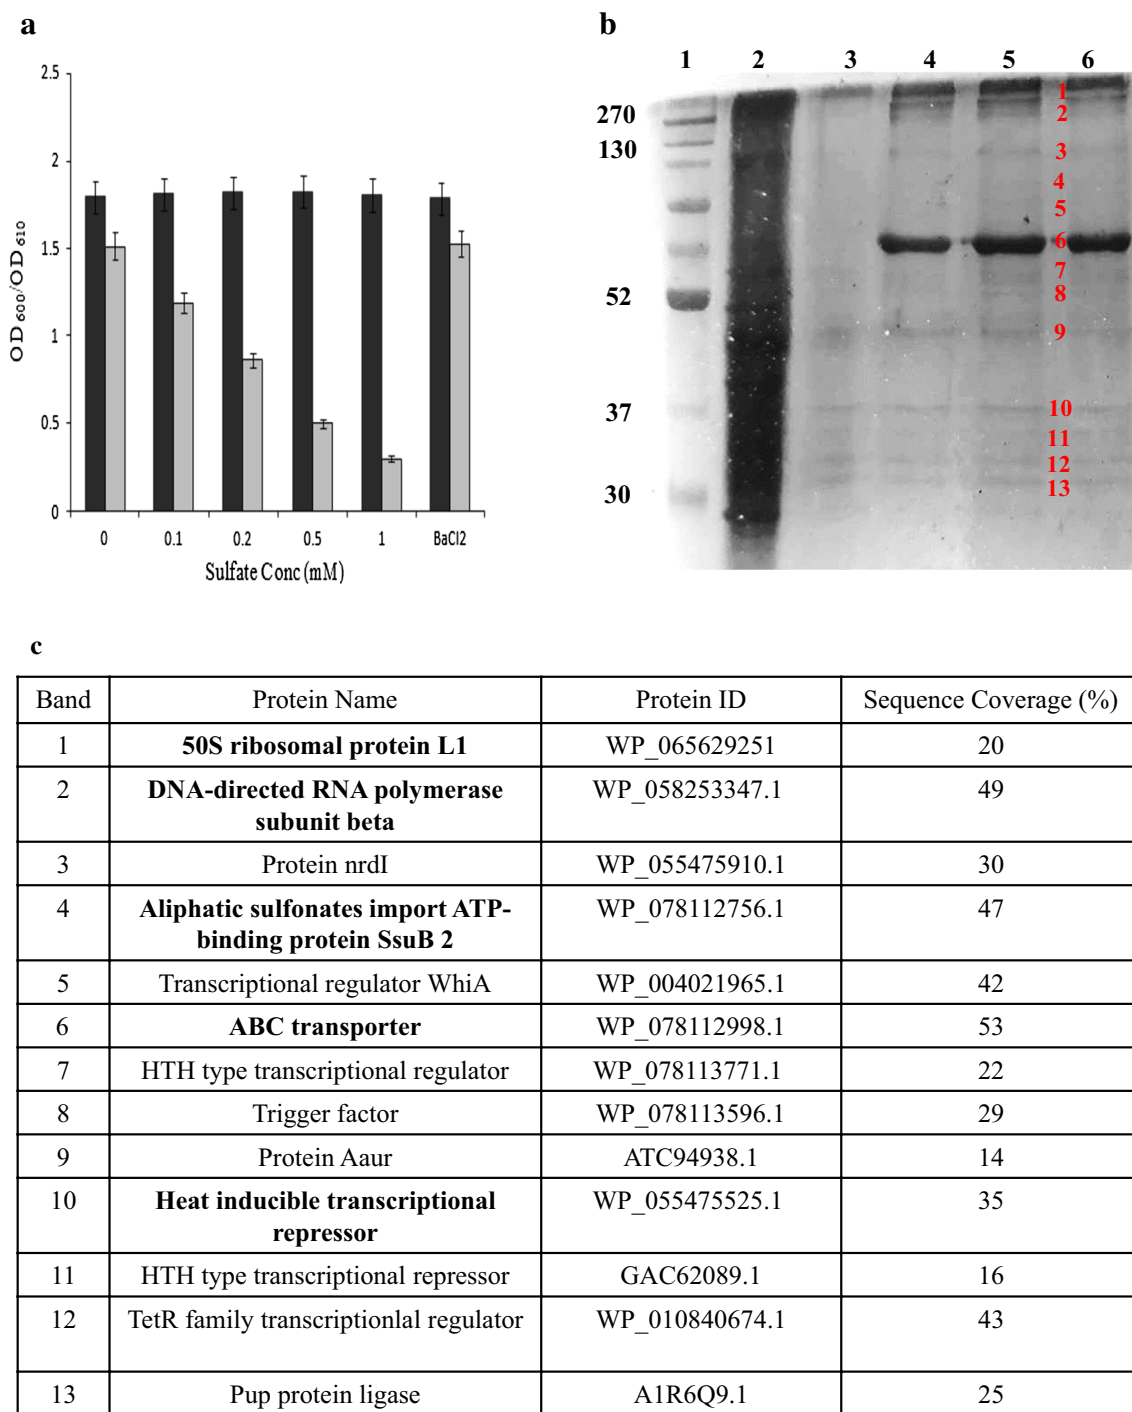 a
2.5
2
1.5
1
0.5
0
OD 600/OD 610
0 0.1 0.2 0.5 1 BaCl2
Sulfate Conc (mM)
b
1 2 3 4 5 6
270
130
52
37
30
1
2
3
4
5
6
7
8
9
10
11
12
13
c
Band Protein Name Protein ID Sequence Coverage (%)
1 50S ribosomal protein L1 WP_065629251 20
2 DNA-directed RNA polymerase WP_058253347.1 49
subunit beta
3 Protein nrdI WP_055475910.1 30
4 Aliphatic sulfonates import ATP- WP_078112756.1 47
binding protein SsuB 2
5 Transcriptional regulator WhiA WP_004021965.1 42
6 ABC transporter WP_078112998.1 53
7 HTH type transcriptional regulator WP_078113771.1 22
8 Trigger factor WP_078113596.1 29
9 Protein Aaur ATC94938.1 14
10 Heat inducible transcriptional WP_055475525.1 35
repressor
11 HTH type transcriptional repressor GAC62089.1 16
12 TetR family transcriptionlal regulator WP_010840674.1 43
13 Pup protein ligase A1R6Q9.1 25